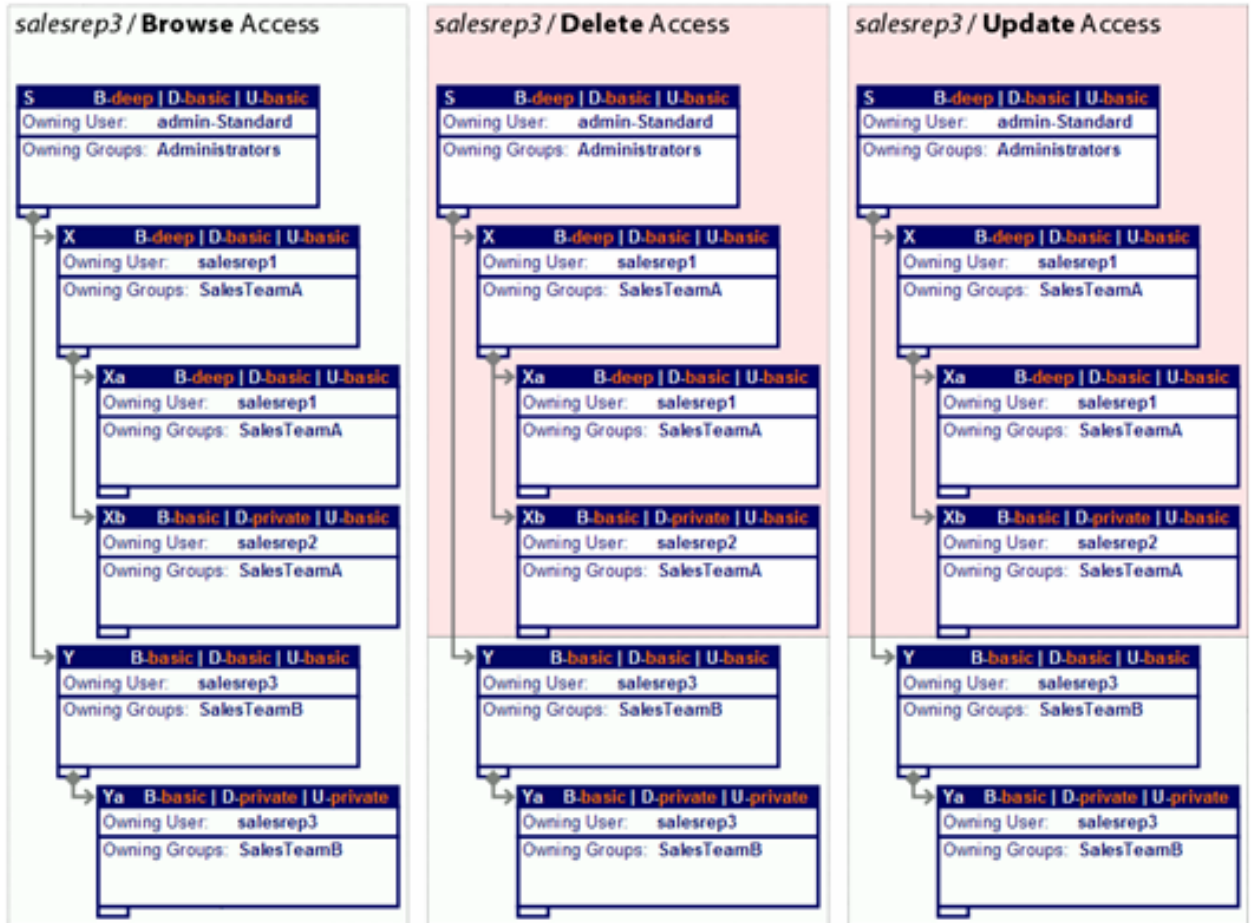 salesrep3 / Browse Access
S B-deep | D-basic | U-basic
Owning User: admin-Standard
Owning Groups: Administrators
X B-deep | D-basic | U-basic
Owning User: salesrep1
Owning Groups: SalesTeamA
Xa B-deep | D-basic | U-basic
Owning User: salesrep1
Owning Groups: SalesTeamA
Xb B-basic | D-private | U-basic
Owning User: salesrep2
Owning Groups: SalesTeamA
Y B-basic | D-basic | U-basic
Owning User: salesrep3
Owning Groups: SalesTeamB
Ya B-basic | D-private | U-private
Owning User: salesrep3
Owning Groups: SalesTeamB
salesrep3 / Delete Access
S B-deep | D-basic | U-basic
Owning User: admin-Standard
Owning Groups: Administrators
X B-deep | D-basic | U-basic
Owning User: salesrep1
Owning Groups: SalesTeamA
Xa B-deep | D-basic | U-basic
Owning User: salesrep1
Owning Groups: SalesTeamA
Xb B-basic | D-private | U-basic
Owning User: salesrep2
Owning Groups: SalesTeamA
Y B-basic | D-basic | U-basic
Owning User: salesrep3
Owning Groups: SalesTeamB
Ya B-basic | D-private | U-private
Owning User: salesrep3
Owning Groups: SalesTeamB
salesrep3 / Update Access
S B-deep | D-basic | U-basic
Owning User: admin-Standard
Owning Groups: Administrators
X B-deep | D-basic | U-basic
Owning User: salesrep1
Owning Groups: SalesTeamA
Xa B-deep | D-basic | U-basic
Owning User: salesrep1
Owning Groups: SalesTeamA
Xb B-basic | D-private | U-basic
Owning User: salesrep2
Owning Groups: SalesTeamA
Y B-basic | D-basic | U-basic
Owning User: salesrep3
Owning Groups: SalesTeamB
Ya B-basic | D-private | U-private
Owning User: salesrep3
Owning Groups: SalesTeamB